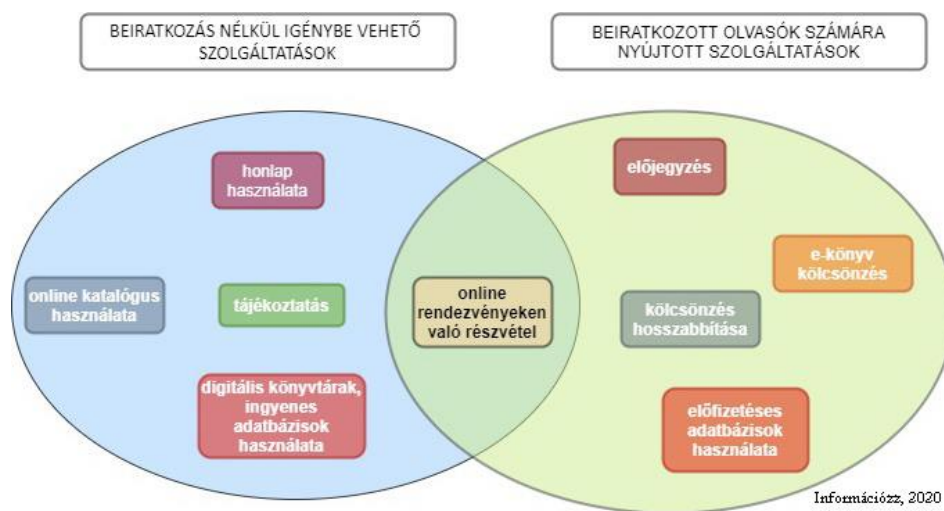 BEIRATKOZÁS NÉLKÜL IGÉNYBE VEHETŐ
SZOLGÁLTATÁSOK
BEIRATKOZOTT OLVASÓK SZÁMÁRA
NYÚJTOTT SZOLGÁLTATÁSOK
honlap
használata
online katalógus
használata
tájékoztatás
digitális könyvtárak,
ingyenes
adatbázisok
használata
online
rendezvényeken
való részvétel
előjegyzés
e-könyv
kölcsönzés
kölcsönzés
hosszabbítása
előfizetéses
adatbázisok
használata
Információzz, 2020